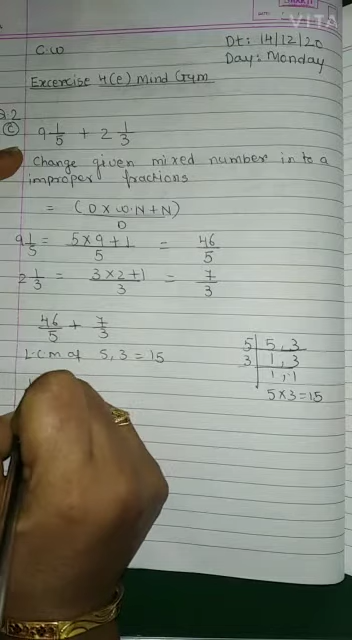 VITA
C.W
Dt: 14/12/20
Day: Monday
Excercise 4(e) Mind Gym
Q.2
(c) 9 1/5 + 2 1/3
Change given mixed number in to a
improper fractions
= (D × W.N + N) / D
9 1/5 = 5×9+1 / 5 = 46/5
2 1/3 = 3×2+1 / 3 = 7/3
46/5 + 7/3
L.C.M of 5, 3 = 15
5 | 5, 3
3 | 1, 3
1, 1
5×3=15